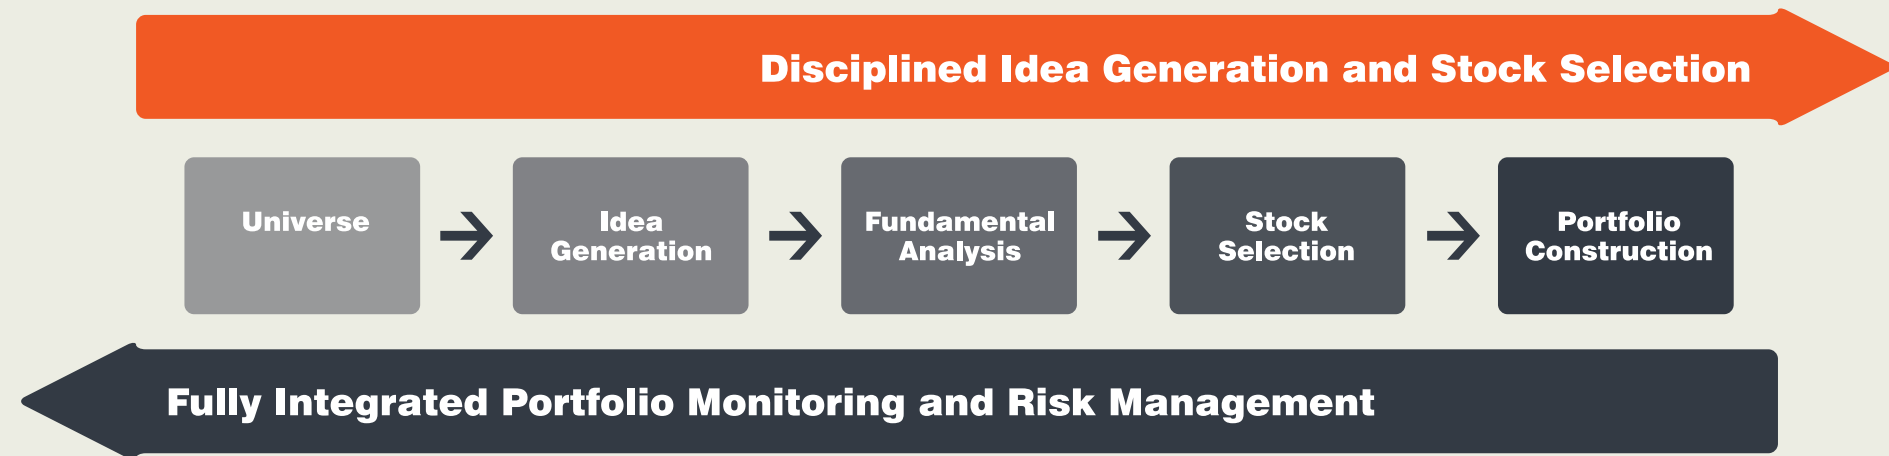 Disciplined Idea Generation and Stock Selection
Universe
Idea
Generation
Fundamental
Analysis
Stock
Selection
Portfolio
Construction
Fully Integrated Portfolio Monitoring and Risk Management